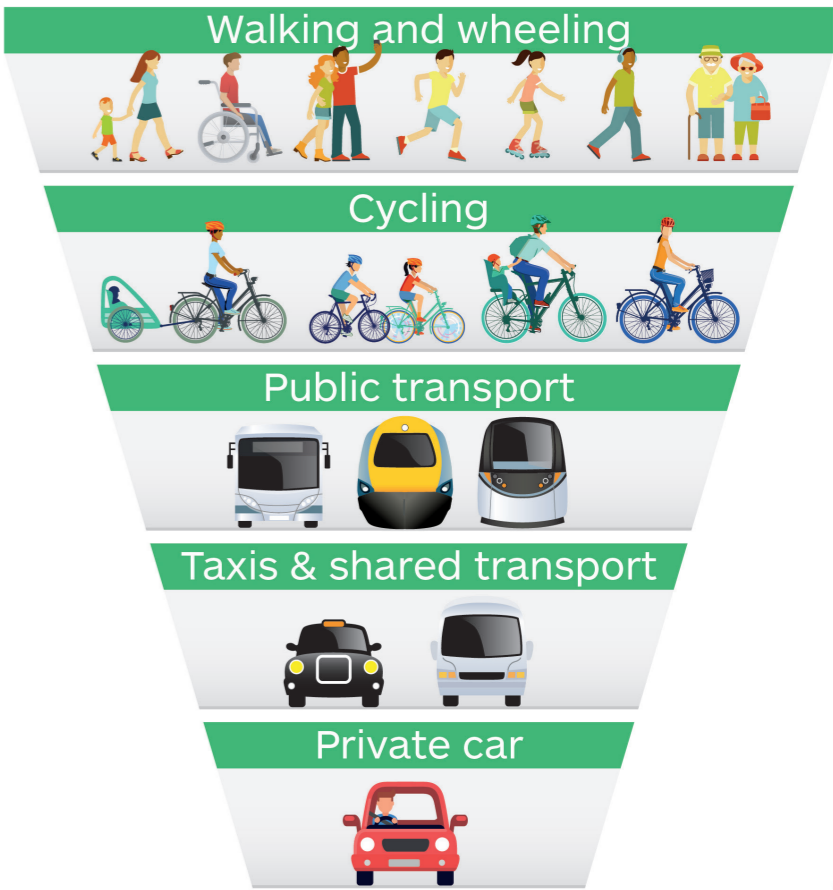 Walking and wheeling
Cycling
Public transport
Taxis & shared transport
Private car